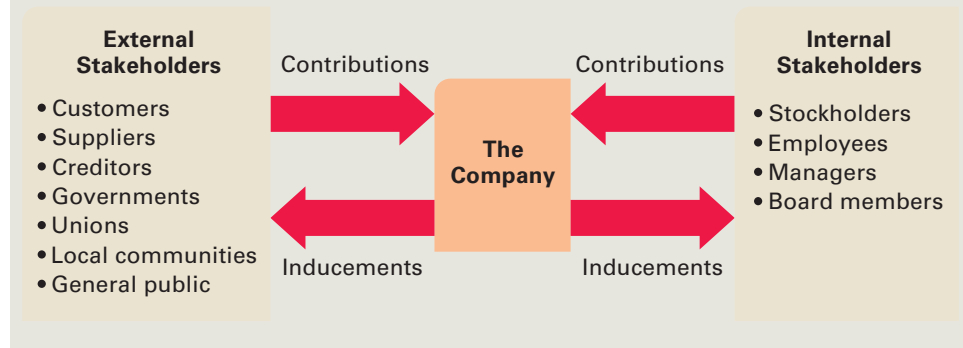 External
Stakeholders
• Customers
• Suppliers
• Creditors
• Governments
• Unions
• Local communities
• General public
Contributions
Inducements
The
Company
Contributions
Inducements
Internal
Stakeholders
• Stockholders
• Employees
• Managers
• Board members